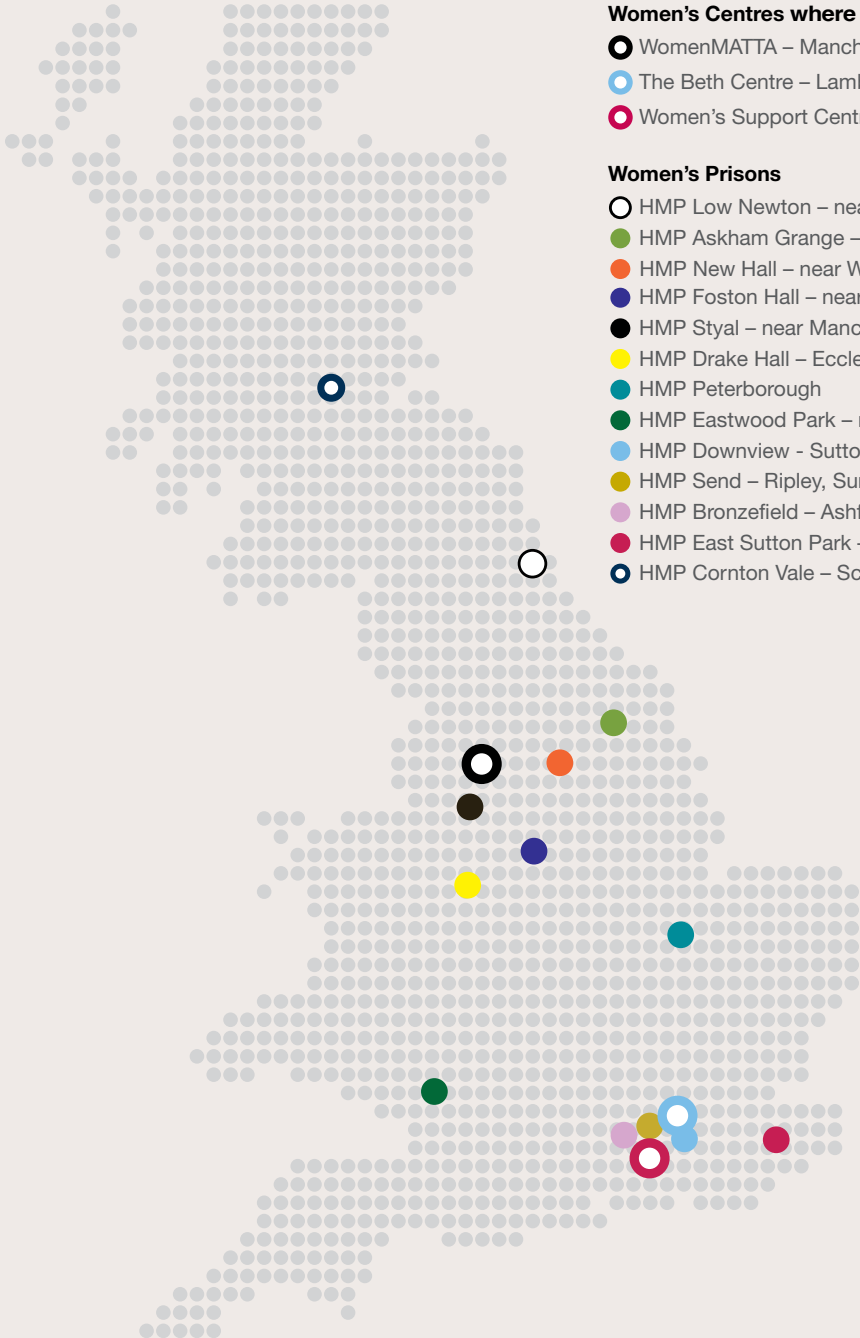 Women's Centres where
WomenMATTA – Manch
The Beth Centre – Lam
Women's Support Cent
Women's Prisons
HMP Low Newton – nea
HMP Askham Grange –
HMP New Hall – near W
HMP Foston Hall – near
HMP Styal – near Manc
HMP Drake Hall – Eccle
HMP Peterborough
HMP Eastwood Park –
HMP Downview - Sutto
HMP Send – Ripley, Sur
HMP Bronzefield – Ashf
HMP East Sutton Park -
HMP Cornton Vale – Sc